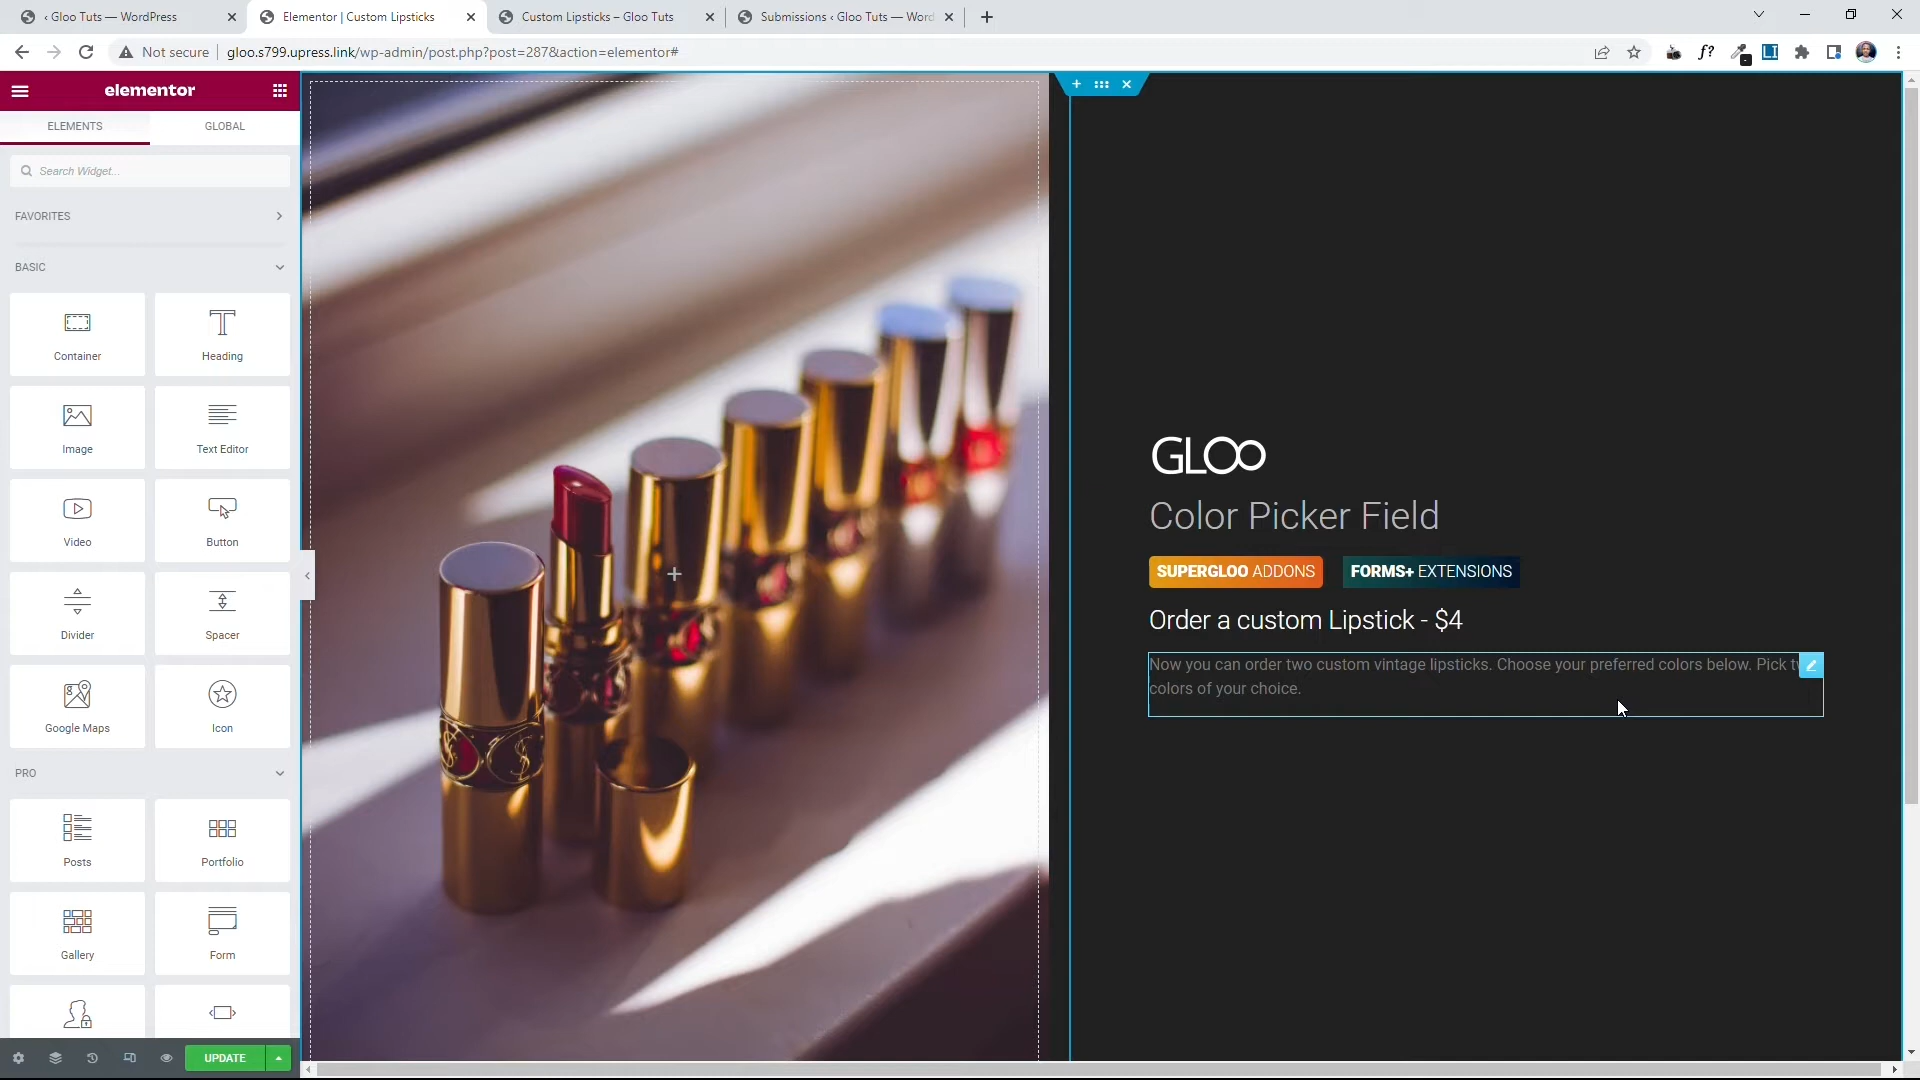 ‹ Gloo Tuts — WordPress
Elementor | Custom Lipsticks
Custom Lipsticks – Gloo Tuts
Submissions ‹ Gloo Tuts — Word
Not secure
gloo.s799.upress.link/wp-admin/post.php?post=287&action=elementor#
f?
LI
elementor
ELEMENTS
GLOBAL
Search Widget...
FAVORITES
BASIC
Container
Heading
Image
Text Editor
Video
Button
Divider
Spacer
Google Maps
Icon
PRO
Posts
Portfolio
Gallery
Form
UPDATE
GLOO
Color Picker Field
SUPERGLOO ADDONS
FORMS+ EXTENSIONS
Order a custom Lipstick - $4
Now you can order two custom vintage lipsticks. Choose your preferred colors below. Pick
colors of your choice.